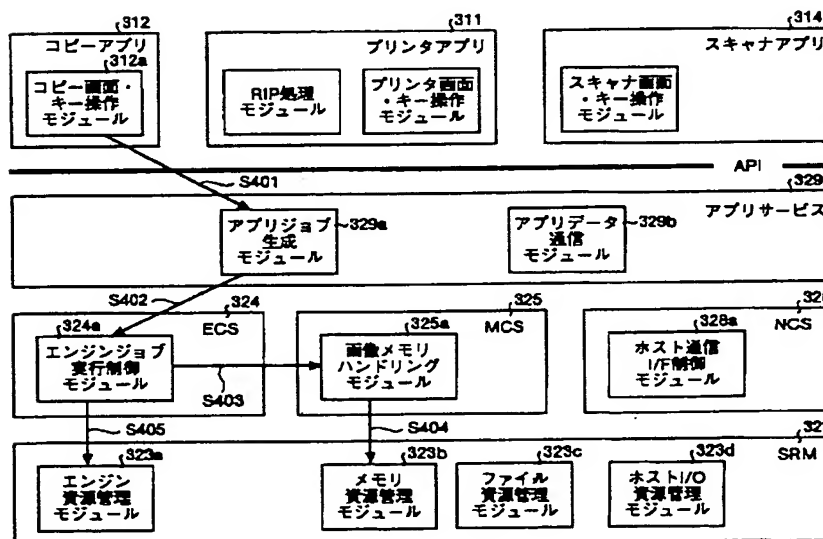 312
コピーアプリ
312a
コピー画面・
キー操作
モジュール
311
プリンタアプリ
RIP処理
モジュール
プリンタ画面
・キー操作
モジュール
314
スキャナアプリ
スキャナ画面
・キー操作
モジュール
API
S401
329
アプリサービス
アプリジョブ
生成
モジュール
329a
アプリデータ
通信
モジュール
329b
S402
324
ECS
324a
エンジンジョブ
実行制御
モジュール
S403
325
MCS
325a
画像メモリ
ハンドリング
モジュール
NCS
328a
ホスト通信
I/F制御
モジュール
S405
S404
SRM
323a
エンジン
資源管理
モジュール
323b
メモリ
資源管理
モジュール
323c
ファイル
資源管理
モジュール
323d
ホストI/O
資源管理
モジュール